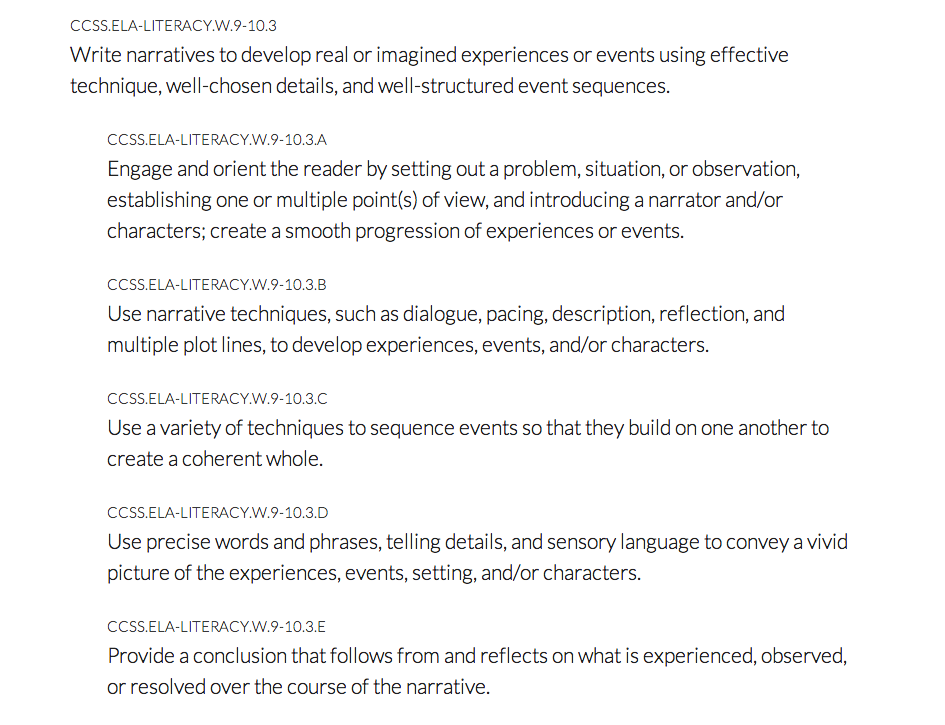 CCSS.ELA-LITERACY.W.9-10.3
Write narratives to develop real or imagined experiences or events using effective
technique, well-chosen details, and well-structured event sequences.
CCSS.ELA-LITERACY.W.9-10.3.A
Engage and orient the reader by setting out a problem, situation, or observation,
establishing one or multiple point(s) of view, and introducing a narrator and/or
characters; create a smooth progression of experiences or events.
CCSS.ELA-LITERACY.W.9-10.3.B
Use narrative techniques, such as dialogue, pacing, description, reflection, and
multiple plot lines, to develop experiences, events, and/or characters.
CCSS.ELA-LITERACY.W.9-10.3.C
Use a variety of techniques to sequence events so that they build on one another to
create a coherent whole.
CCSS.ELA-LITERACY.W.9-10.3.D
Use precise words and phrases, telling details, and sensory language to convey a vivid
picture of the experiences, events, setting, and/or characters.
CCSS.ELA-LITERACY.W.9-10.3.E
Provide a conclusion that follows from and reflects on what is experienced, observed,
or resolved over the course of the narrative.